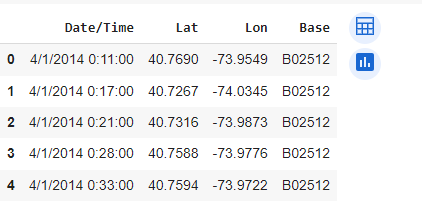 Date/Time Lat Lon Base
0 4/1/2014 0:11:00 40.7690 -73.9549 B02512
1 4/1/2014 0:17:00 40.7267 -74.0345 B02512
2 4/1/2014 0:21:00 40.7316 -73.9873 B02512
3 4/1/2014 0:28:00 40.7588 -73.9776 B02512
4 4/1/2014 0:33:00 40.7594 -73.9722 B02512